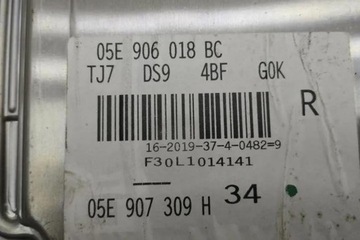 05E 906 018 BC
TJ7 DS9 4BF G0K
R
16-2019-37-4-0482=9
F30L1014141
05E 907 309 H 34